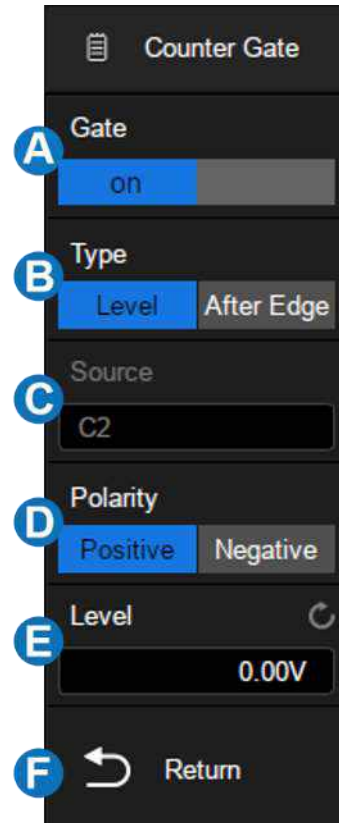 Counter Gate
Gate
A
on
Type
B
Level After Edge
Source
C
C2
Polarity
D
Positive Negative
Level
E
0.00V
F
Return